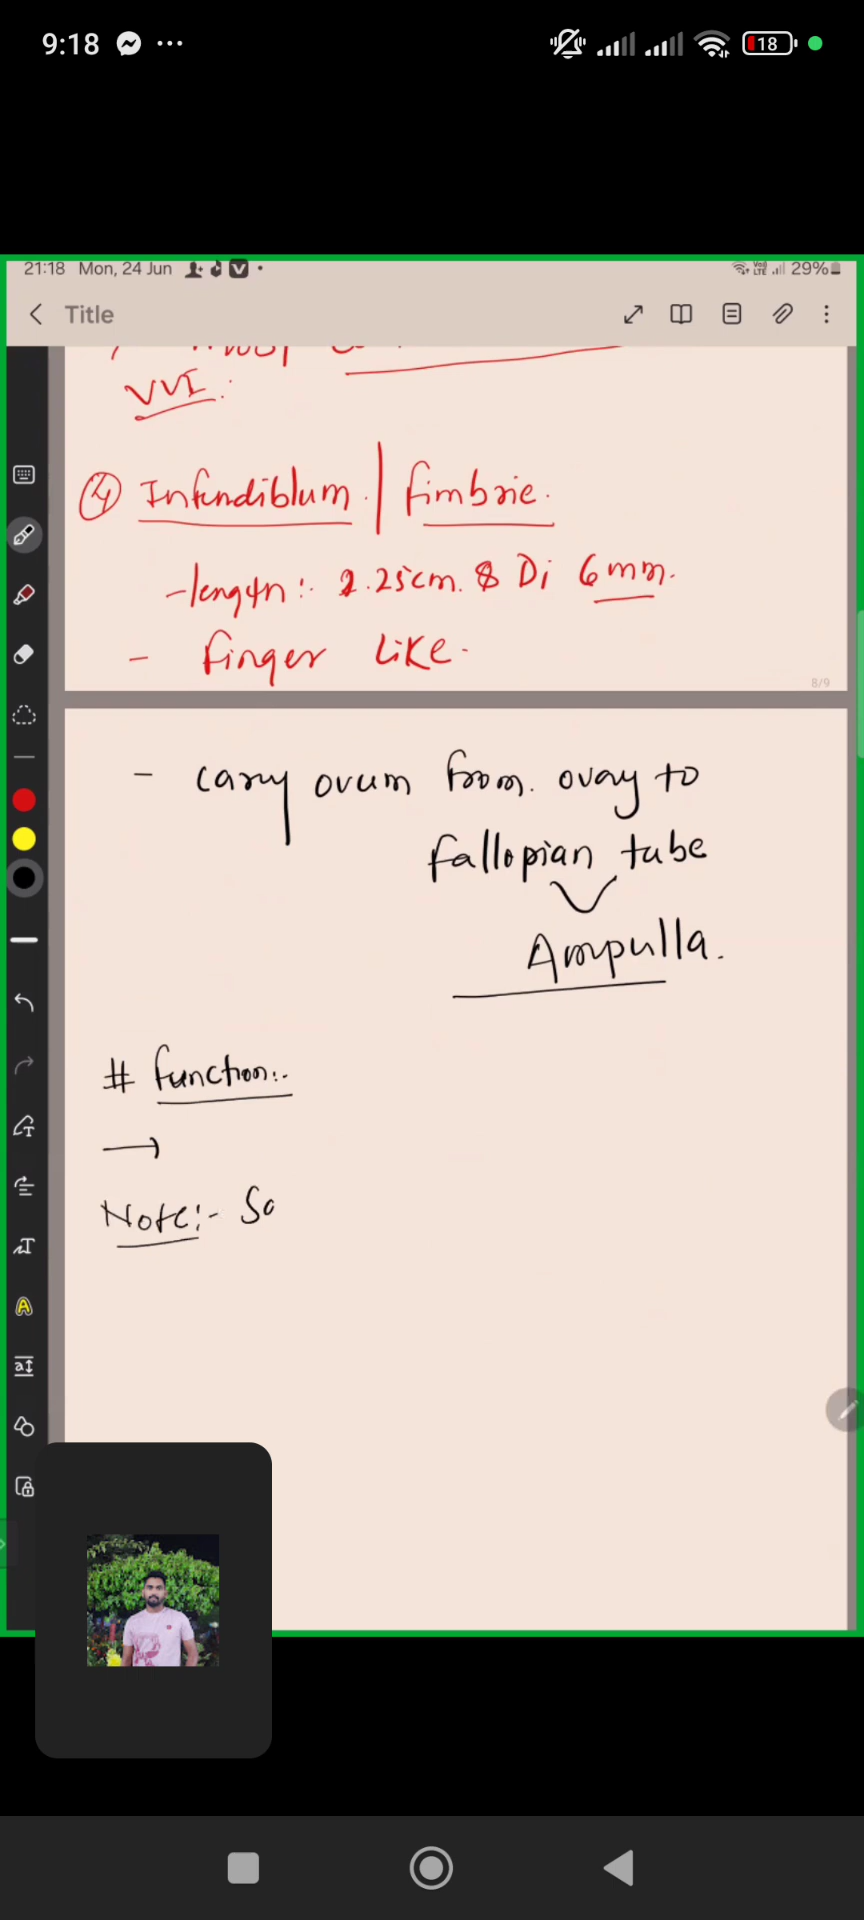 9:18
18
21:18 Mon, 24 Jun
29%
Title
VVI:
④ Infundiblum | fimbrie.
-length:- 2.25cm. & Di 6mm.
- finger like.
8/9
- carry ovum from. ovay to
fallopian tube
Ampulla.
# function:-
→
Note:- So